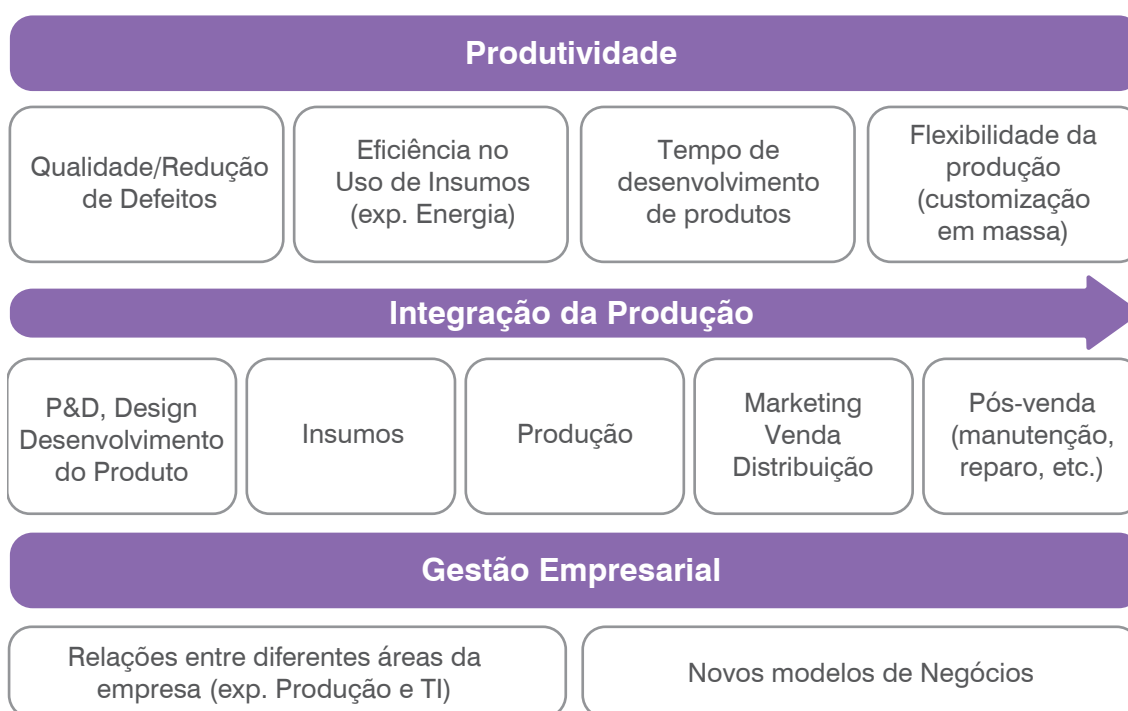 Produtividade
Qualidade/Redução
de Defeitos
Eficiência no
Uso de Insumos
(exp. Energia)
Tempo de
desenvolvimento
de produtos
Flexibilidade da
produção
(customização
em massa)
Integração da Produção
P&D, Design
Desenvolvimento
do Produto
Insumos
Produção
Marketing
Venda
Distribuição
Pós-venda
(manutenção,
reparo, etc.)
Gestão Empresarial
Relações entre diferentes áreas da
empresa (exp. Produção e TI)
Novos modelos de Negócios